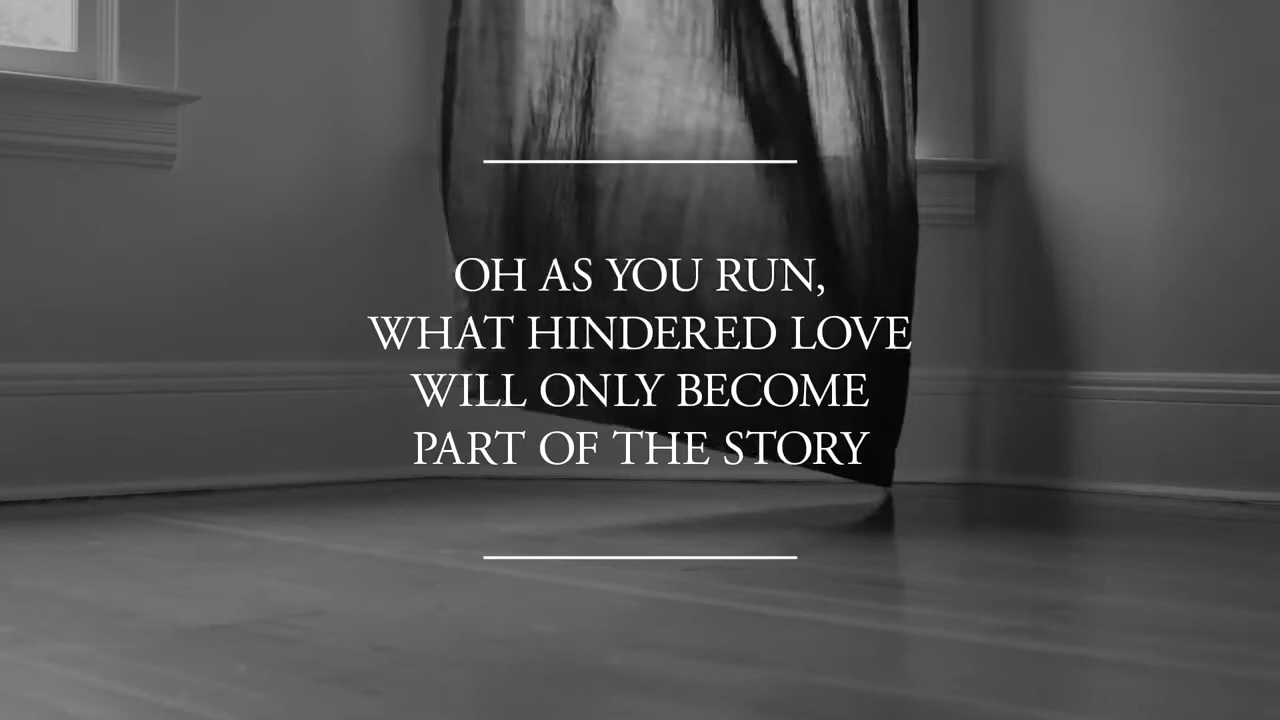 OH AS YOU RUN,
WHAT HINDERED LOVE
WILL ONLY BECOME
PART OF THE STORY